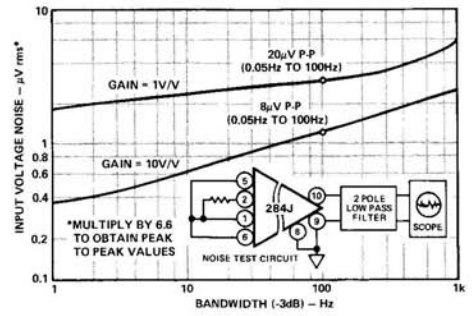 INPUT VOLTAGE NOISE – μV rms*
10
1
0.8
0.6
0.4
0.2
0.1
20μV P-P
(0.05Hz TO 100Hz)
GAIN = 1V/V
8μV P-P
(0.05Hz TO 100Hz)
GAIN = 10V/V
*MULTIPLY BY 6.6
TO OBTAIN PEAK
TO PEAK VALUES
5
2
1
6
284J
10
9
8
2 POLE
LOW PASS
FILTER
SCOPE
NOISE TEST CIRCUIT
1
10
100
1k
BANDWIDTH (-3dB) – Hz